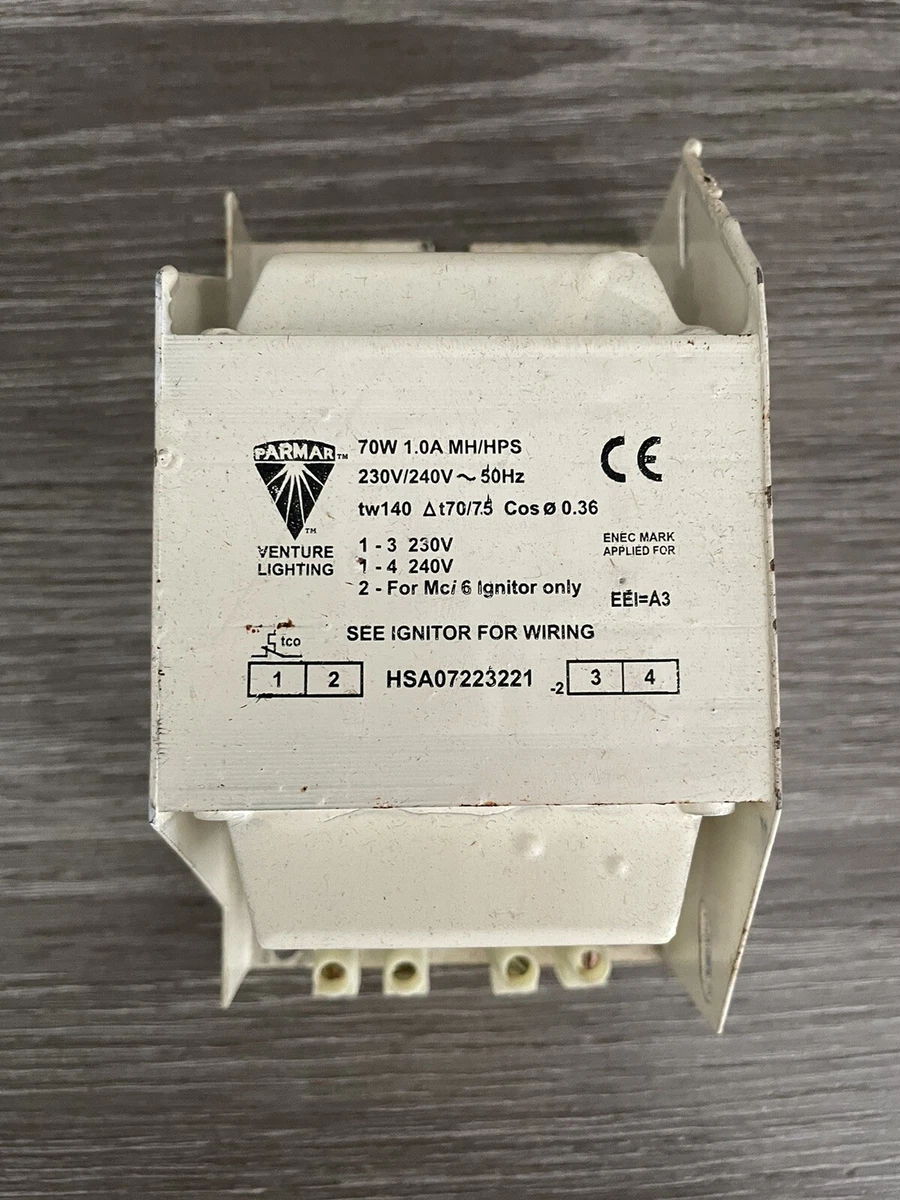 PARMAR™
™
VENTURE
LIGHTING
70W 1.0A MH/HPS
230V/240V ~ 50Hz
tw140 Δt70/75 Cos ø 0.36
1 - 3 230V
1 - 4 240V
2 - For Mci 6 Ignitor only
CE
ENEC MARK
APPLIED FOR
EEI=A3
SEE IGNITOR FOR WIRING
tco
1 2 HSA07223221 -2 3 4